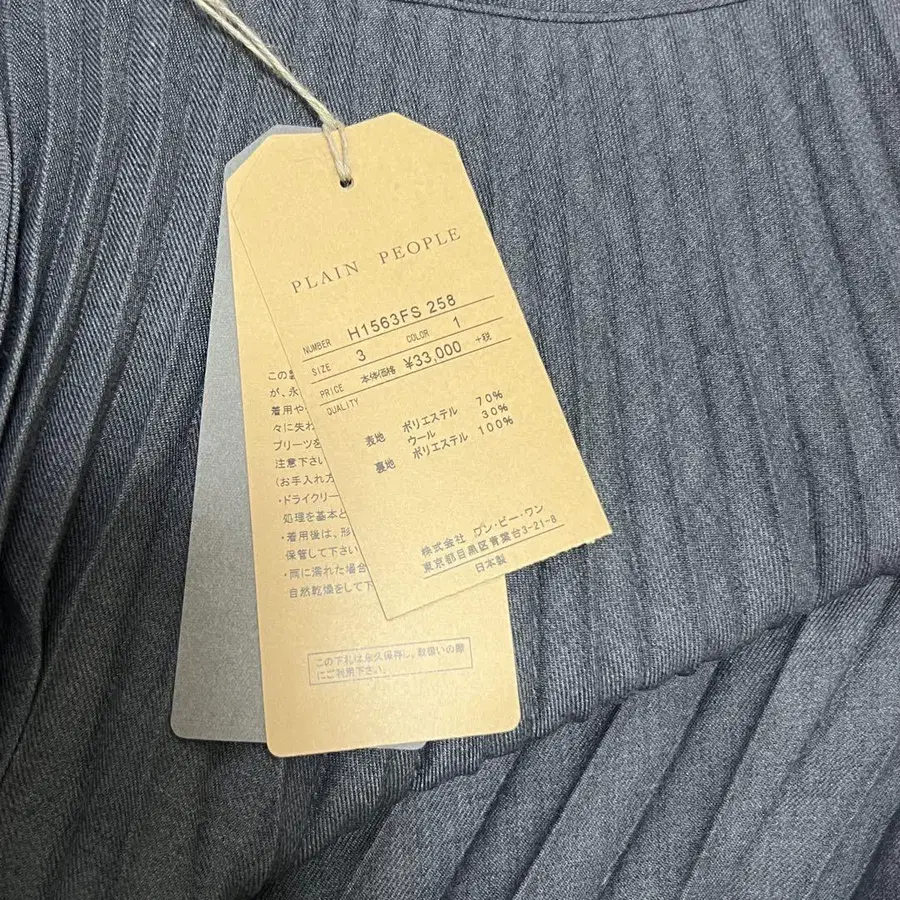 PLAIN PEOPLE
NUMBER H1563FS 258
SIZE 3 COLOR 1
PRICE 本体価格 ¥33,000 +税
QUALITY
表地 ポリエステル 70%
ウール 30%
裏地 ポリエステル 100%
株式会社 ワン・ビー・ワン
東京都目黒区青葉台3-21-8
日本製
この
が、永
着用や
々に失わ
プリーツを
注意下さい
(お手入れ方
・ドライクリー
処理を基本と
・着用後は、形
保管して下さい
・雨に濡れた場合
自然乾燥をして下
この下札は永久保存し、取扱いの際
にご利用下さい。